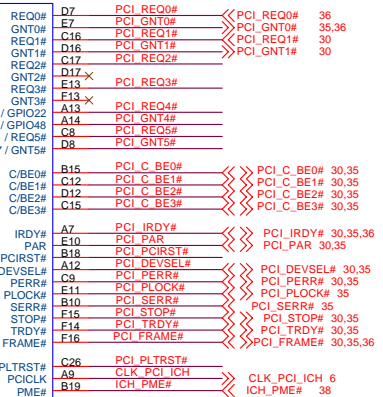 REQ0# D7 PCI_REQ0# PCI_REQ0# 36
GNT0# E7 PCI_GNT0# PCI_GNT0# 35,36
REQ1# C16 PCI_REQ1# PCI_REQ1# 30
GNT1# D16 PCI_GNT1# PCI_GNT1# 30
REQ2# C17 PCI_REQ2#
GNT2# D17
REQ3# E13 PCI_REQ3#
GNT3# F13
/ GPIO22 A13 PCI_REQ4#
/ GPIO48 A14 PCI_GNT4#
/ REQ5# C8 PCI_REQ5#
/ GNT5# D8 PCI_GNT5#
C/BE0# B15 PCI_C_BE0# PCI_C_BE0# 30,35
C/BE1# C12 PCI_C_BE1# PCI_C_BE1# 30,35
C/BE2# D12 PCI_C_BE2# PCI_C_BE2# 30,35
C/BE3# C15 PCI_C_BE3# PCI_C_BE3# 30,35
IRDY# A7 PCI_IRDY# PCI_IRDY# 30,35,36
PAR E10 PCI_PAR PCI_PAR 30,35
PCIRST# B18 PCI_PCIRST#
DEVSEL# A12 PCI_DEVSEL# PCI_DEVSEL# 30,35
PERR# C9 PCI_PERR# PCI_PERR# 30,35
PLOCK# E11 PCI_PLOCK# PCI_PLOCK# 35
SERR# B10 PCI_SERR# PCI_SERR# 35
STOP# F15 PCI_STOP# PCI_STOP# 30,35
TRDY# F14 PCI_TRDY# PCI_TRDY# 30,35
FRAME# F16 PCI_FRAME# PCI_FRAME# 30,35,36
PLTRST# C26 PCI_PLTRST#
PCICLK A9 CLK_PCI_ICH CLK_PCI_ICH 6
PME# B19 ICH_PME# ICH_PME# 38